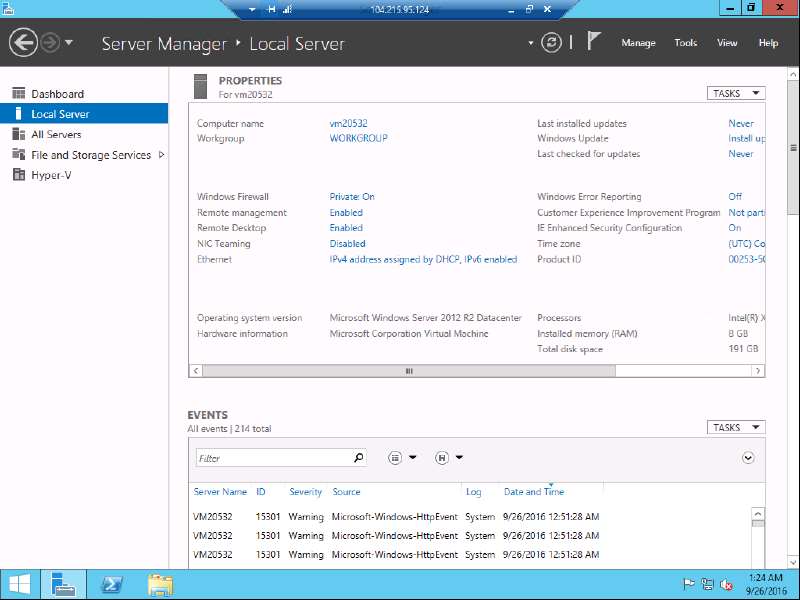 104.215.95.124
Server Manager ‣ Local Server
Manage Tools View Help
Dashboard
Local Server
All Servers
File and Storage Services
Hyper-V
PROPERTIES
For vm20532
TASKS
Computer name vm20532 Last installed updates Never
Workgroup WORKGROUP Windows Update Install up
Last checked for updates Never
Windows Firewall Private: On Windows Error Reporting Off
Remote management Enabled Customer Experience Improvement Program Not parti
Remote Desktop Enabled IE Enhanced Security Configuration On
NIC Teaming Disabled Time zone (UTC) Co
Ethernet IPv4 address assigned by DHCP, IPv6 enabled Product ID 00253-50
Operating system version Microsoft Windows Server 2012 R2 Datacenter Processors Intel(R) X
Hardware information Microsoft Corporation Virtual Machine Installed memory (RAM) 8 GB
Total disk space 191 GB
EVENTS
All events | 214 total
TASKS
Filter
Server Name ID Severity Source Log Date and Time
VM20532 15301 Warning Microsoft-Windows-HttpEvent System 9/26/2016 12:51:28 AM
VM20532 15301 Warning Microsoft-Windows-HttpEvent System 9/26/2016 12:51:28 AM
VM20532 15301 Warning Microsoft-Windows-HttpEvent System 9/26/2016 12:51:28 AM
1:24 AM
9/26/2016